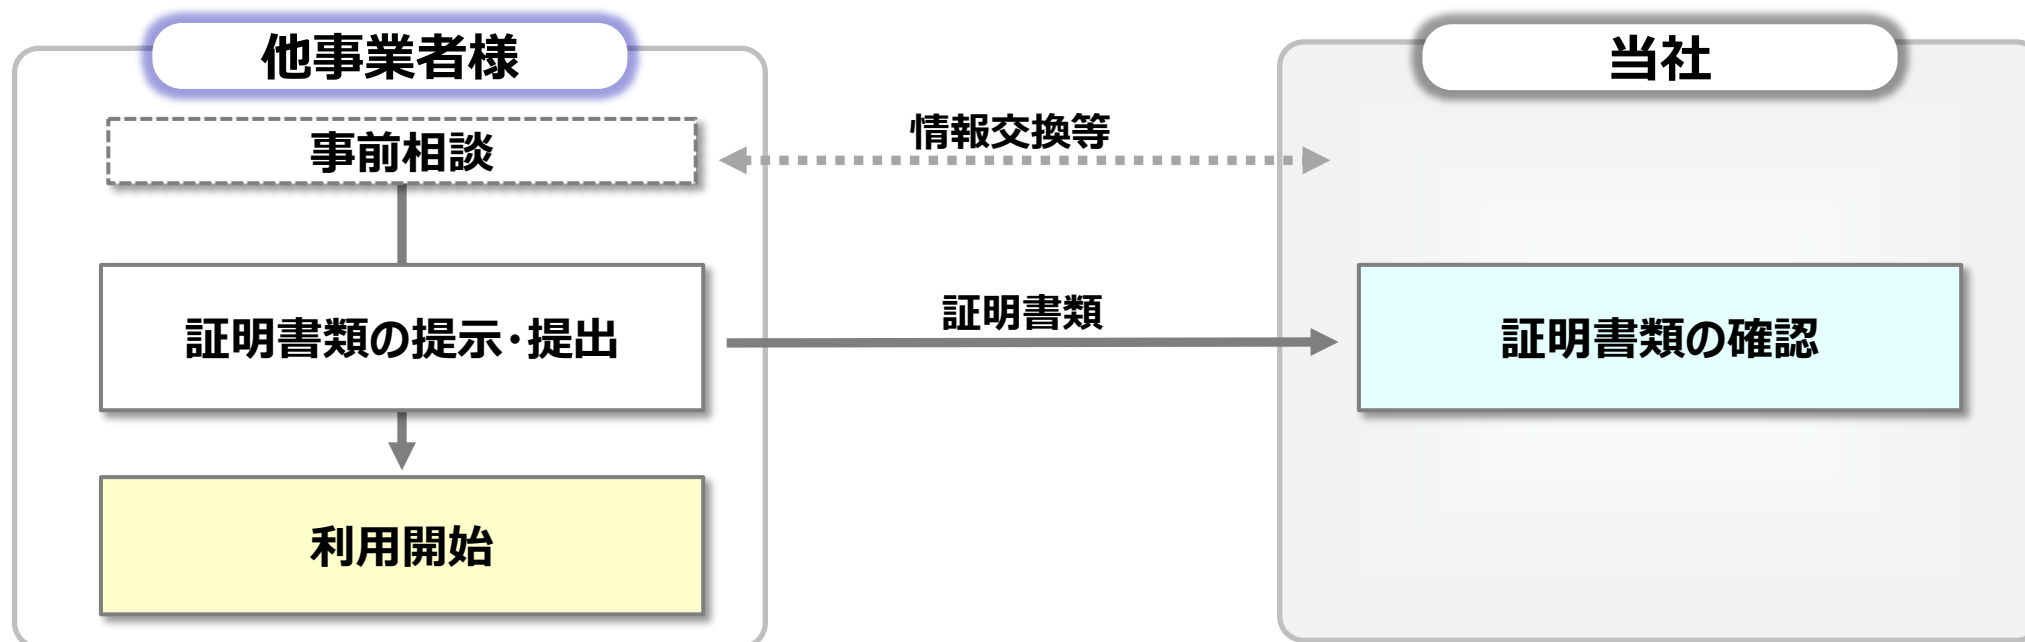 他事業者様
当社
事前相談
情報交換等
証明書類の提示・提出
証明書類
証明書類の確認
利用開始